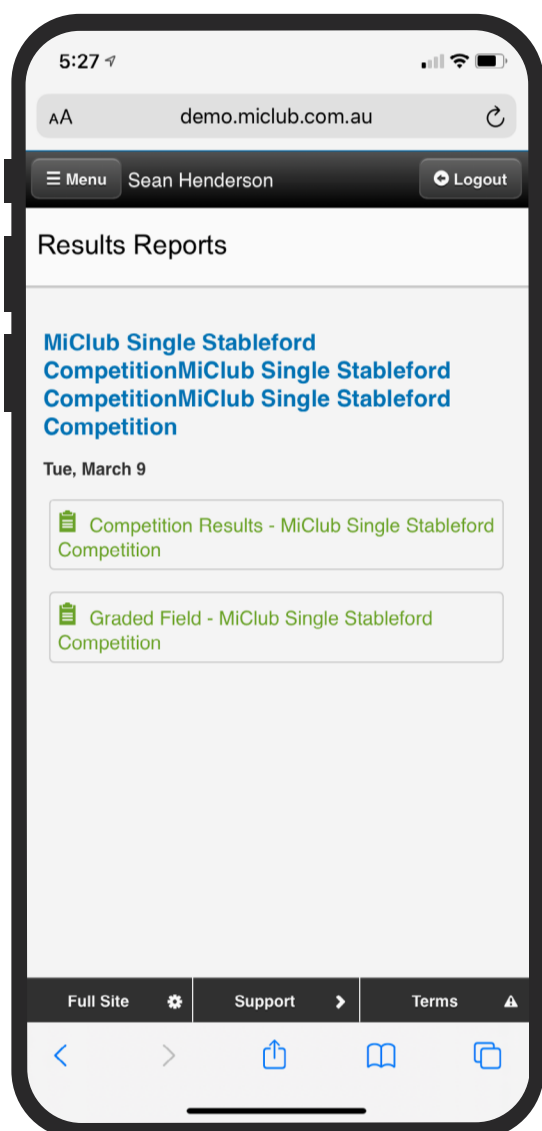 5:27
AA demo.miclub.com.au
Menu Sean Henderson Logout
Results Reports
MiClub Single Stableford
CompetitionMiClub Single Stableford
CompetitionMiClub Single Stableford
Competition
Tue, March 9
Competition Results - MiClub Single Stableford
Competition
Graded Field - MiClub Single Stableford
Competition
Full Site Support Terms